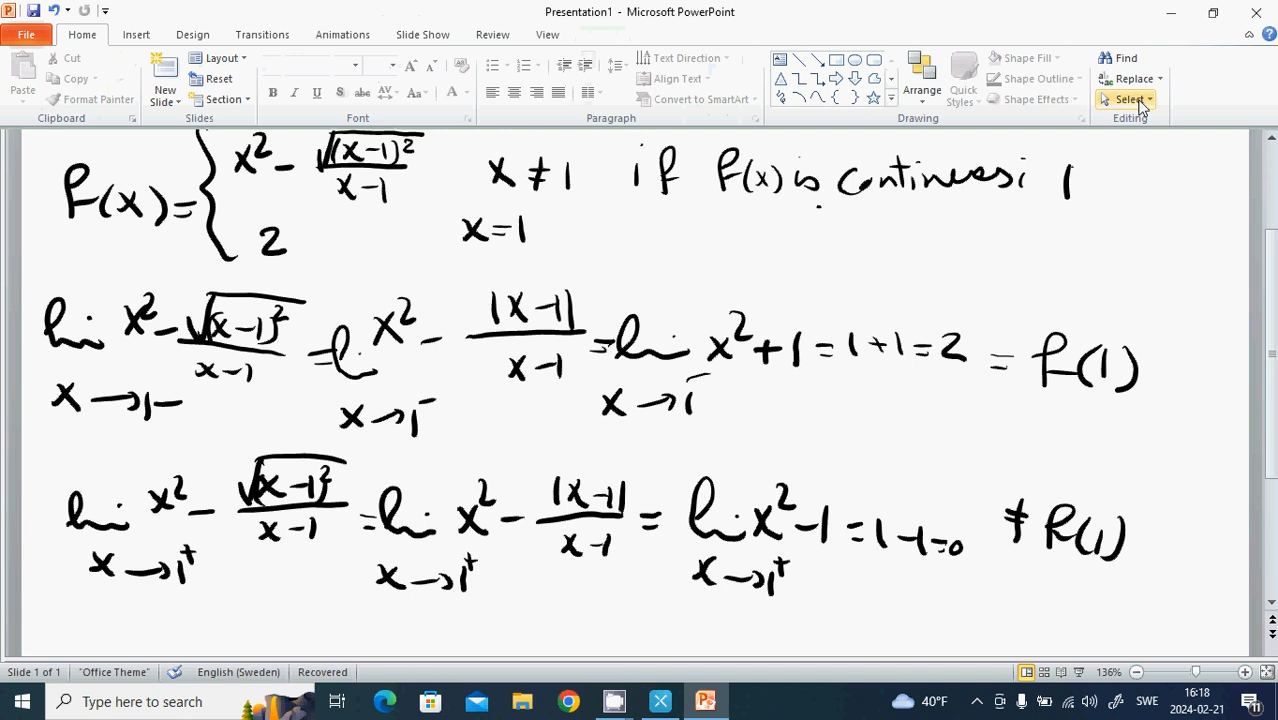 Presentation1 - Microsoft PowerPoint
File Home Insert Design Transitions Animations Slide Show Review View
Cut Layout Text Direction Shape Fill Find
Copy Reset Align Text Shape Outline Replace
Paste Format Painter New Slide Section Convert to SmartArt Arrange Quick Styles Shape Effects Select
Clipboard Slides Font Paragraph Drawing Editing
f(x) = { x² - √(x-1)² / x-1 x ≠ 1 if f(x) is continessi 1
2 x = 1
lim x→1- x² - √(x-1)² / x-1 = lim x→1⁻ x² - |x-1| / x-1 = lim x→1⁻ x² + 1 = 1+1 = 2 = f(1)
lim x→1⁺ x² - √(x-1)² / x-1 = lim x→1⁺ x² - |x-1| / x-1 = lim x→1⁺ x² - 1 = 1-1=0 ≠ f(1)
Slide 1 of 1 "Office Theme" English (Sweden) Recovered 136%
Type here to search 40°F SWE 16:18
2024-02-21